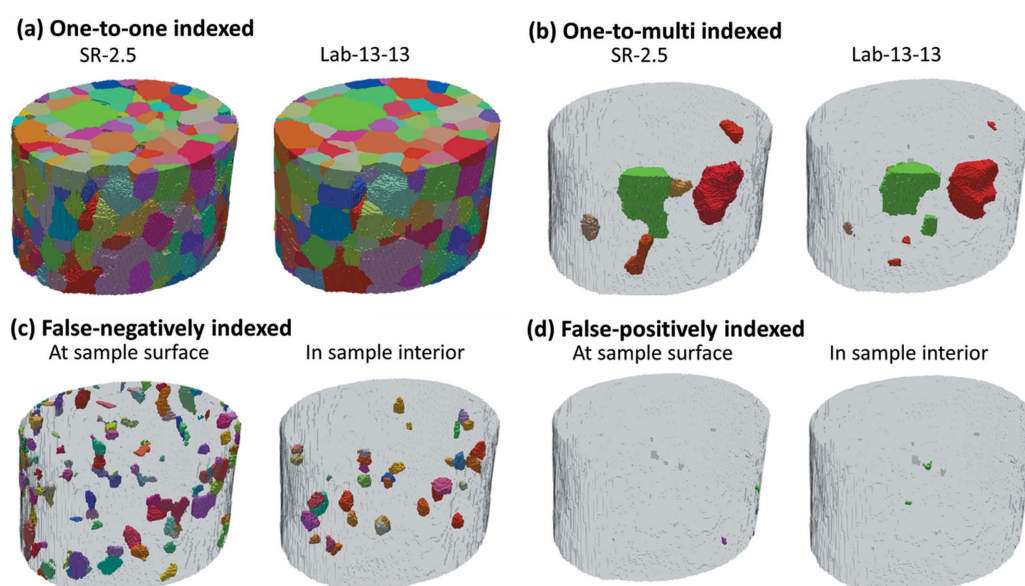 (a) One-to-one indexed
SR-2.5
Lab-13-13
(b) One-to-multi indexed
SR-2.5
Lab-13-13
(c) False-negatively indexed
At sample surface
In sample interior
(d) False-positively indexed
At sample surface
In sample interior